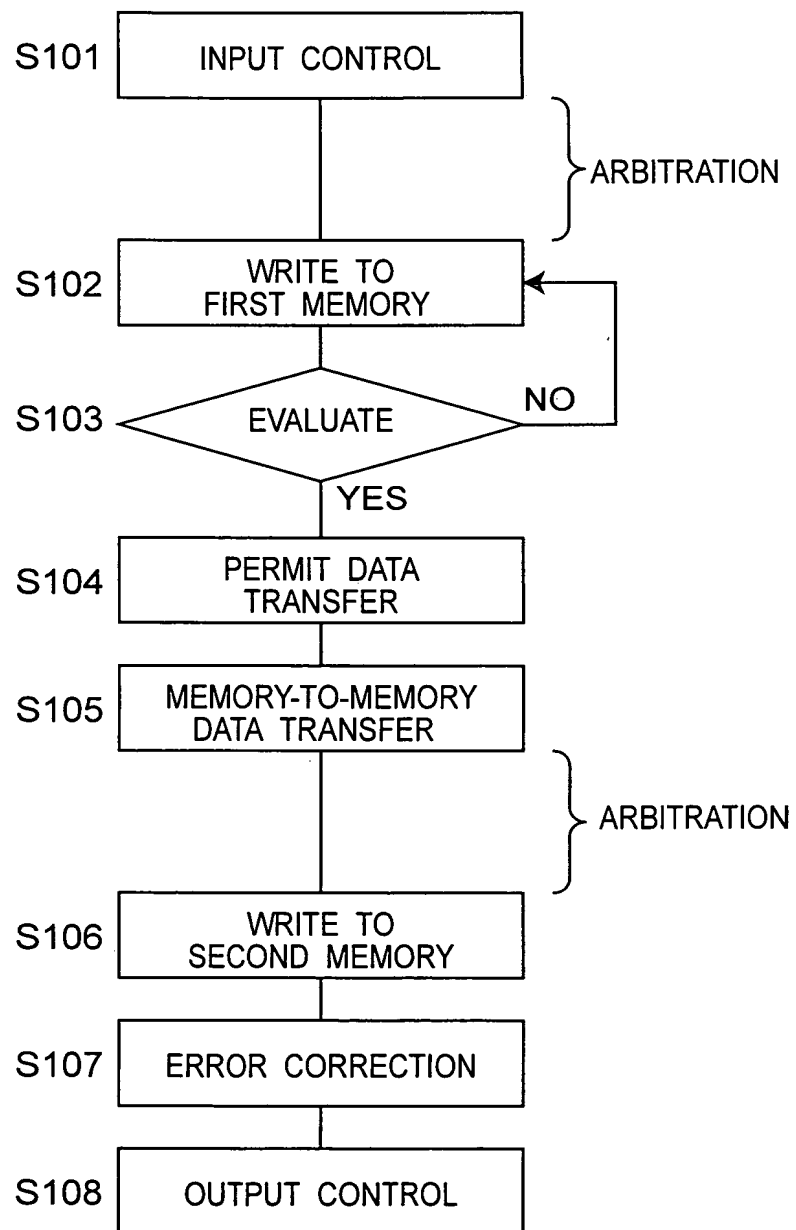 S101
INPUT CONTROL
ARBITRATION
S102
WRITE TO
FIRST MEMORY
S103
EVALUATE
NO
YES
S104
PERMIT DATA
TRANSFER
S105
MEMORY-TO-MEMORY
DATA TRANSFER
ARBITRATION
S106
WRITE TO
SECOND MEMORY
S107
ERROR CORRECTION
S108
OUTPUT CONTROL